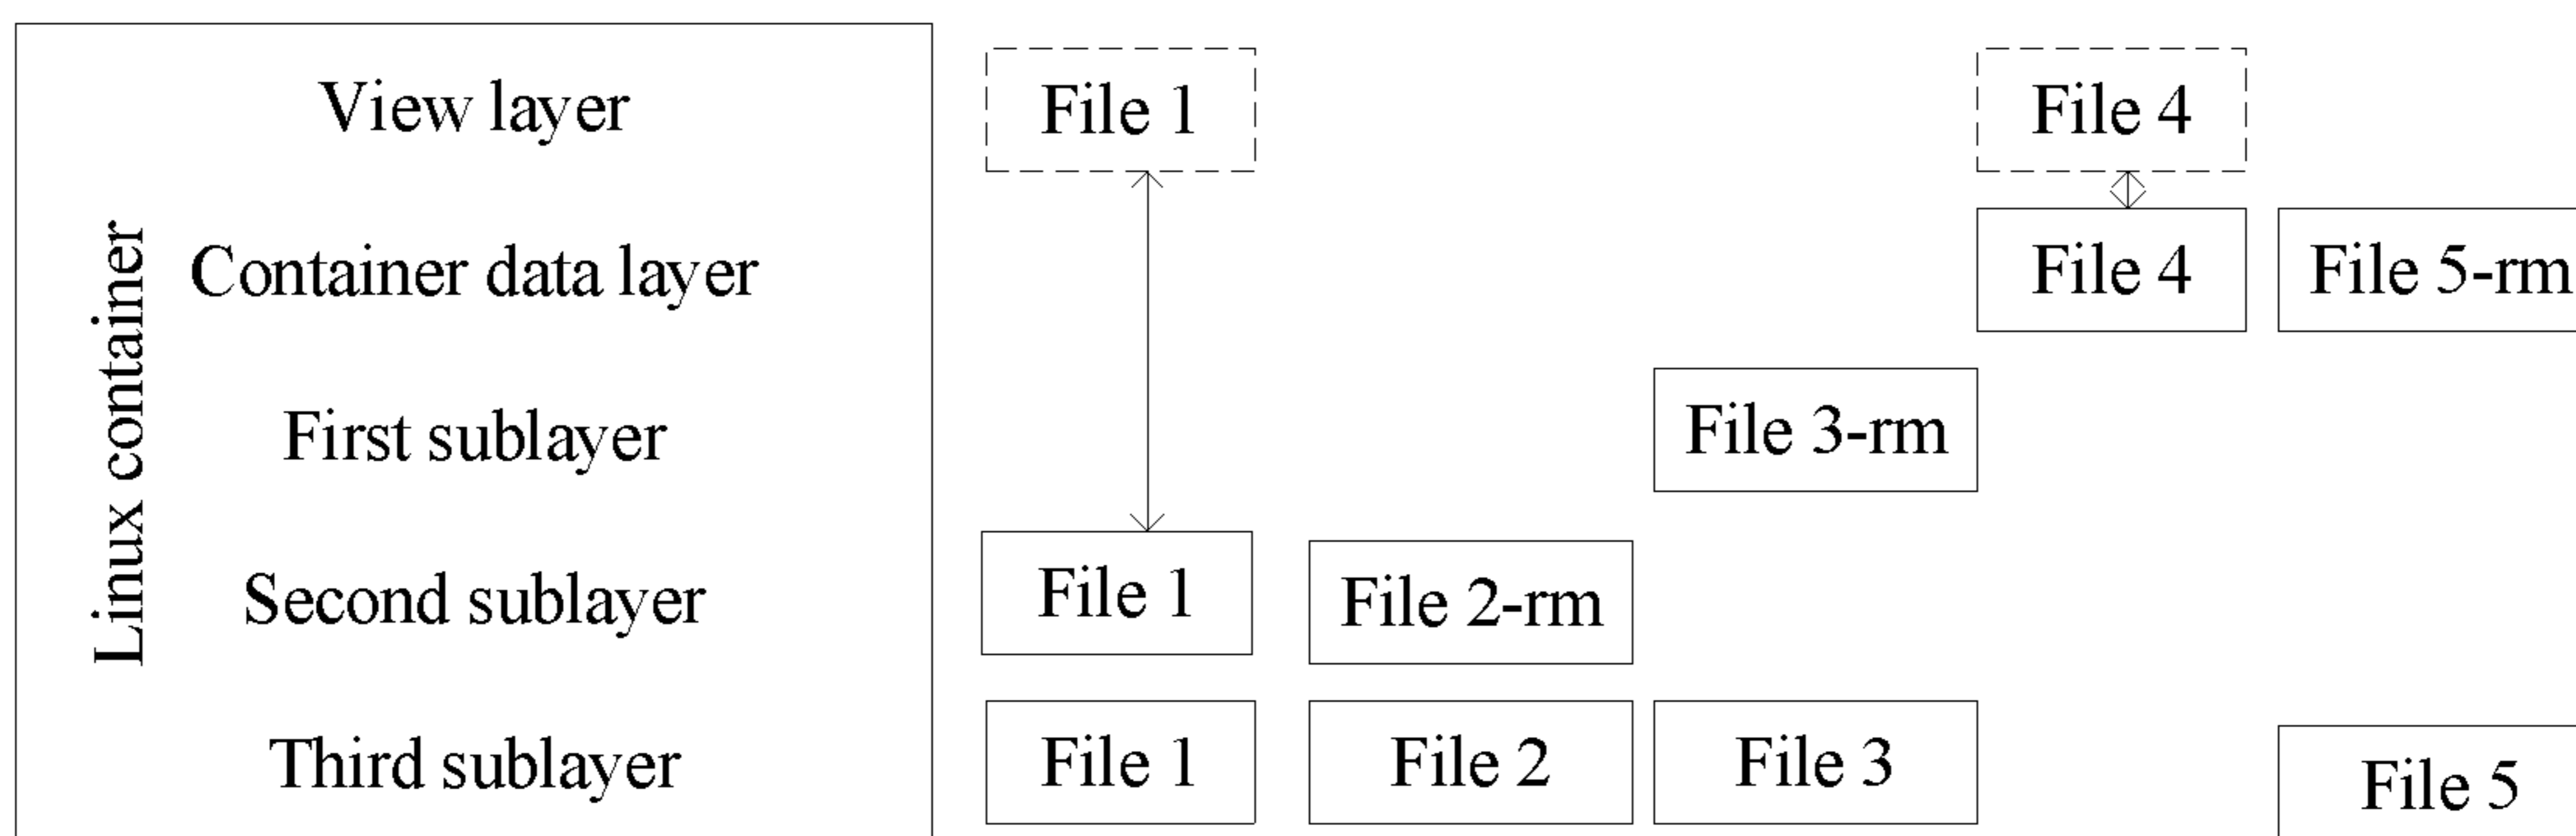 View layer
File 1
File 4
Linux container
Container data layer
File 4
File 5-rm
First sublayer
File 3-rm
Second sublayer
File 1
File 2-rm
Third sublayer
File 1
File 2
File 3
File 5